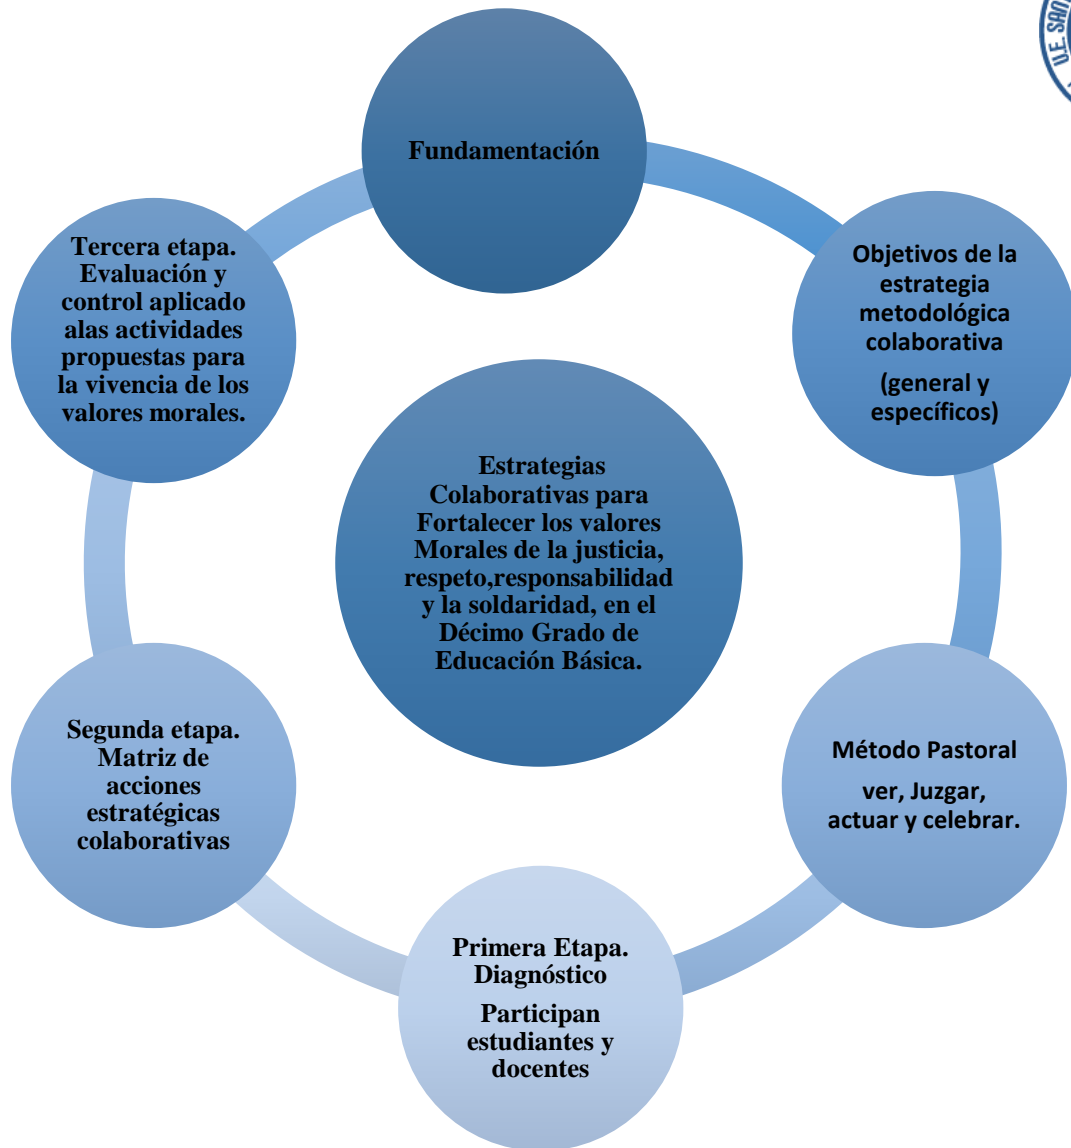 U.E. SAN
Fundamentación
Objetivos de la
estrategia
metodológica
colaborativa
(general y
específicos)
Método Pastoral
ver, Juzgar,
actuar y celebrar.
Primera Etapa.
Diagnóstico
Participan
estudiantes y
docentes
Segunda etapa.
Matriz de
acciones
estratégicas
colaborativas
Tercera etapa.
Evaluación y
control aplicado
alas actividades
propuestas para
la vivencia de los
valores morales.
Estrategias
Colaborativas para
Fortalecer los valores
Morales de la justicia,
respeto,responsabilidad
y la soldaridad, en el
Décimo Grado de
Educación Básica.